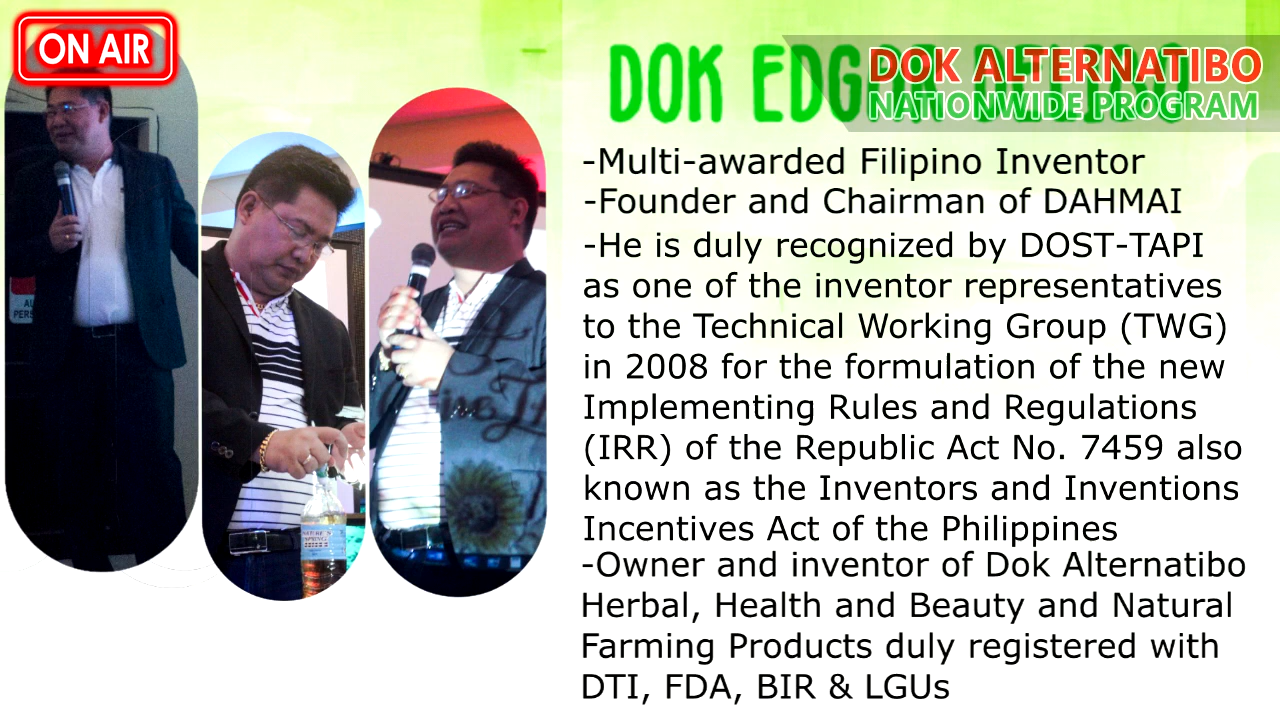 ON AIR
DOK
DOK ALTERNATIBO
NATIONWIDE PROGRAM
-Multi-awarded Filipino Inventor
-Founder and Chairman of DAHMAI
-He is duly recognized by DOST-TAPI
as one of the inventor representatives
to the Technical Working Group (TWG)
in 2008 for the formulation of the new
Implementing Rules and Regulations
(IRR) of the Republic Act No. 7459 also
known as the Inventors and Inventions
Incentives Act of the Philippines
-Owner and inventor of Dok Alternatibo
Herbal, Health and Beauty and Natural
Farming Products duly registered with
DTI, FDA, BIR & LGUs